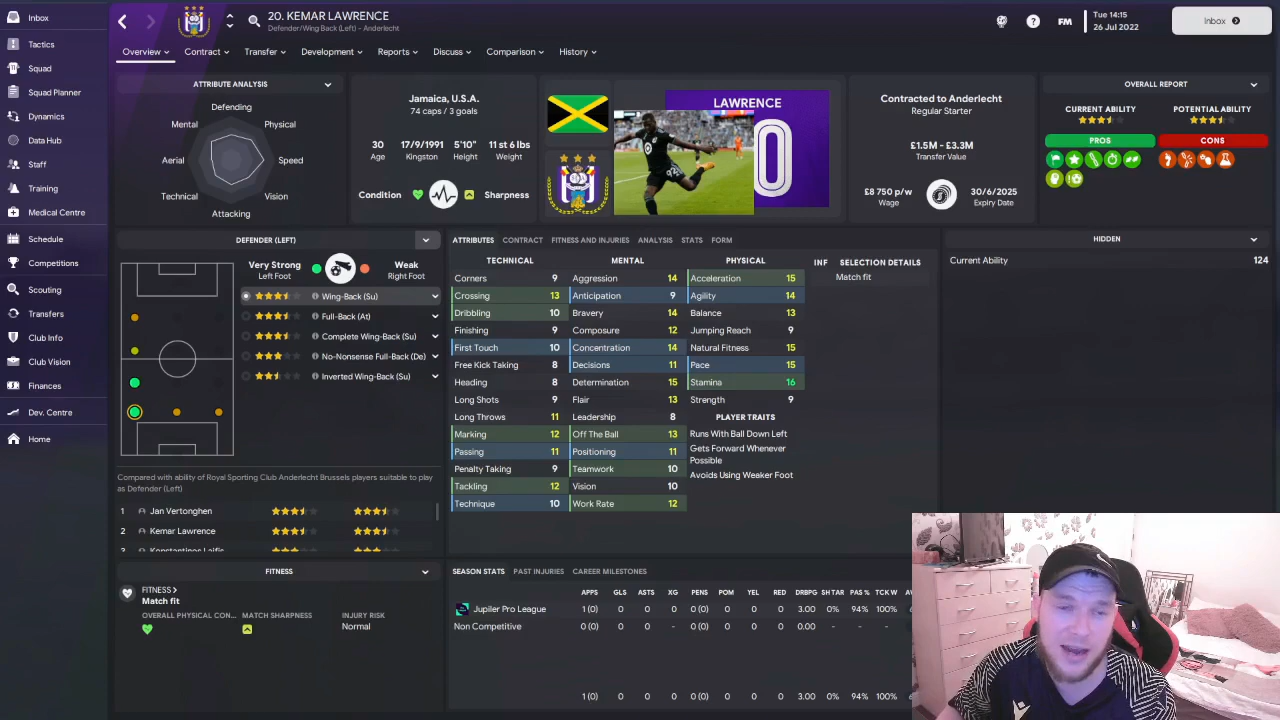 Inbox
Tactics
Squad
Squad Planner
Dynamics
Data Hub
Staff
Training
Medical Centre
Schedule
Competitions
Scouting
Transfers
Club Info
Club Vision
Finances
Dev. Centre
Home
20. KEMAR LAWRENCE
Defender/Wing Back (Left) - Anderlecht
FM
Tue 14:15
26 Jul 2022
Inbox
Overview
Contract
Transfer
Development
Reports
Discuss
Comparison
History
ATTRIBUTE ANALYSIS
Defending
Mental
Physical
Aerial
Speed
Technical
Vision
Attacking
Jamaica, U.S.A.
74 caps / 3 goals
30
Age
17/9/1991
Kingston
5'10"
Height
11 st 6 lbs
Weight
Condition
Sharpness
LAWRENCE
0
Contracted to Anderlecht
Regular Starter
£1.5M - £3.3M
Transfer Value
£8 750 p/w
Wage
30/6/2025
Expiry Date
OVERALL REPORT
CURRENT ABILITY
POTENTIAL ABILITY
PROS
CONS
DEFENDER (LEFT)
Very Strong
Left Foot
Weak
Right Foot
Wing-Back (Su)
Full-Back (At)
Complete Wing-Back (Su)
No-Nonsense Full-Back (De)
Inverted Wing-Back (Su)
Compared with ability of Royal Sporting Club Anderlecht Brussels players suitable to play
as Defender (Left)
1 Jan Vertonghen
2 Kemar Lawrence
3 Konstantinos Laifis
FITNESS
FITNESS >
Match fit
OVERALL PHYSICAL CON...
MATCH SHARPNESS
INJURY RISK
Normal
ATTRIBUTES
CONTRACT
FITNESS AND INJURIES
ANALYSIS
STATS
FORM
TECHNICAL
Corners 9
Crossing 13
Dribbling 10
Finishing 9
First Touch 10
Free Kick Taking 8
Heading 8
Long Shots 9
Long Throws 11
Marking 12
Passing 11
Penalty Taking 9
Tackling 12
Technique 10
MENTAL
Aggression 14
Anticipation 9
Bravery 14
Composure 12
Concentration 14
Decisions 11
Determination 15
Flair 13
Leadership 8
Off The Ball 13
Positioning 11
Teamwork 10
Vision 10
Work Rate 12
PHYSICAL
Acceleration 15
Agility 14
Balance 13
Jumping Reach 9
Natural Fitness 15
Pace 15
Stamina 16
Strength 9
PLAYER TRAITS
Runs With Ball Down Left
Gets Forward Whenever
Possible
Avoids Using Weaker Foot
INF SELECTION DETAILS
Match fit
HIDDEN
Current Ability 124
SEASON STATS
PAST INJURIES
CAREER MILESTONES
APPS GLS ASTS XG PENS POM YEL RED DRBPG SH TAR PAS % TCK W
Jupiler Pro League 1 (0) 0 0 0 0 (0) 0 0 0 3.00 0% 94% 100%
Non Competitive 0 (0) 0 0 - 0 (0) 0 0 0 0.00 - - -
1 (0) 0 0 0 0 (0) 0 0 0 3.00 0% 94% 100%